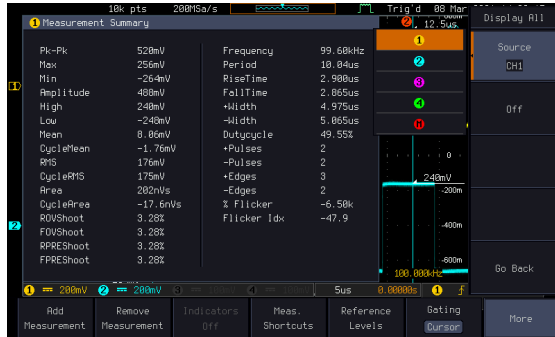 10k pts 200MSa/s Trig'd 08 Mar
1 Measurement Summary
2 12.5us
Display All
Pk-Pk 520mV Frequency 99.60kHz
Max 256mV Period 10.04us
Min -264mV RiseTime 2.900us
Amplitude 488mV FallTime 2.865us
High 240mV +Width 4.975us
Low -248mV -Width 5.065us
Mean 8.06mV Dutycycle 49.55%
CycleMean -1.76mV +Pulses 2
RMS 176mV -Pulses 2
CycleRMS 175mV +Edges 3
Area 202nVs -Edges 2
CycleArea -17.6nVs % Flicker -6.50k
ROVShoot 3.28% Flicker Idx -47.9
FOVShoot 3.28%
RPREShoot 3.28%
FPREShoot 3.28%
1
2
3
4
R
0
240mV
-200m
-400m
-600m
100.000kHz
1
2
Source
CH1
Off
Go Back
1 200mV 2 200mV 3 4 5us 0.00000s 1
Add Measurement
Remove Measurement
Indicators Off
Meas. Shortcuts
Reference Levels
Gating Cursor
More